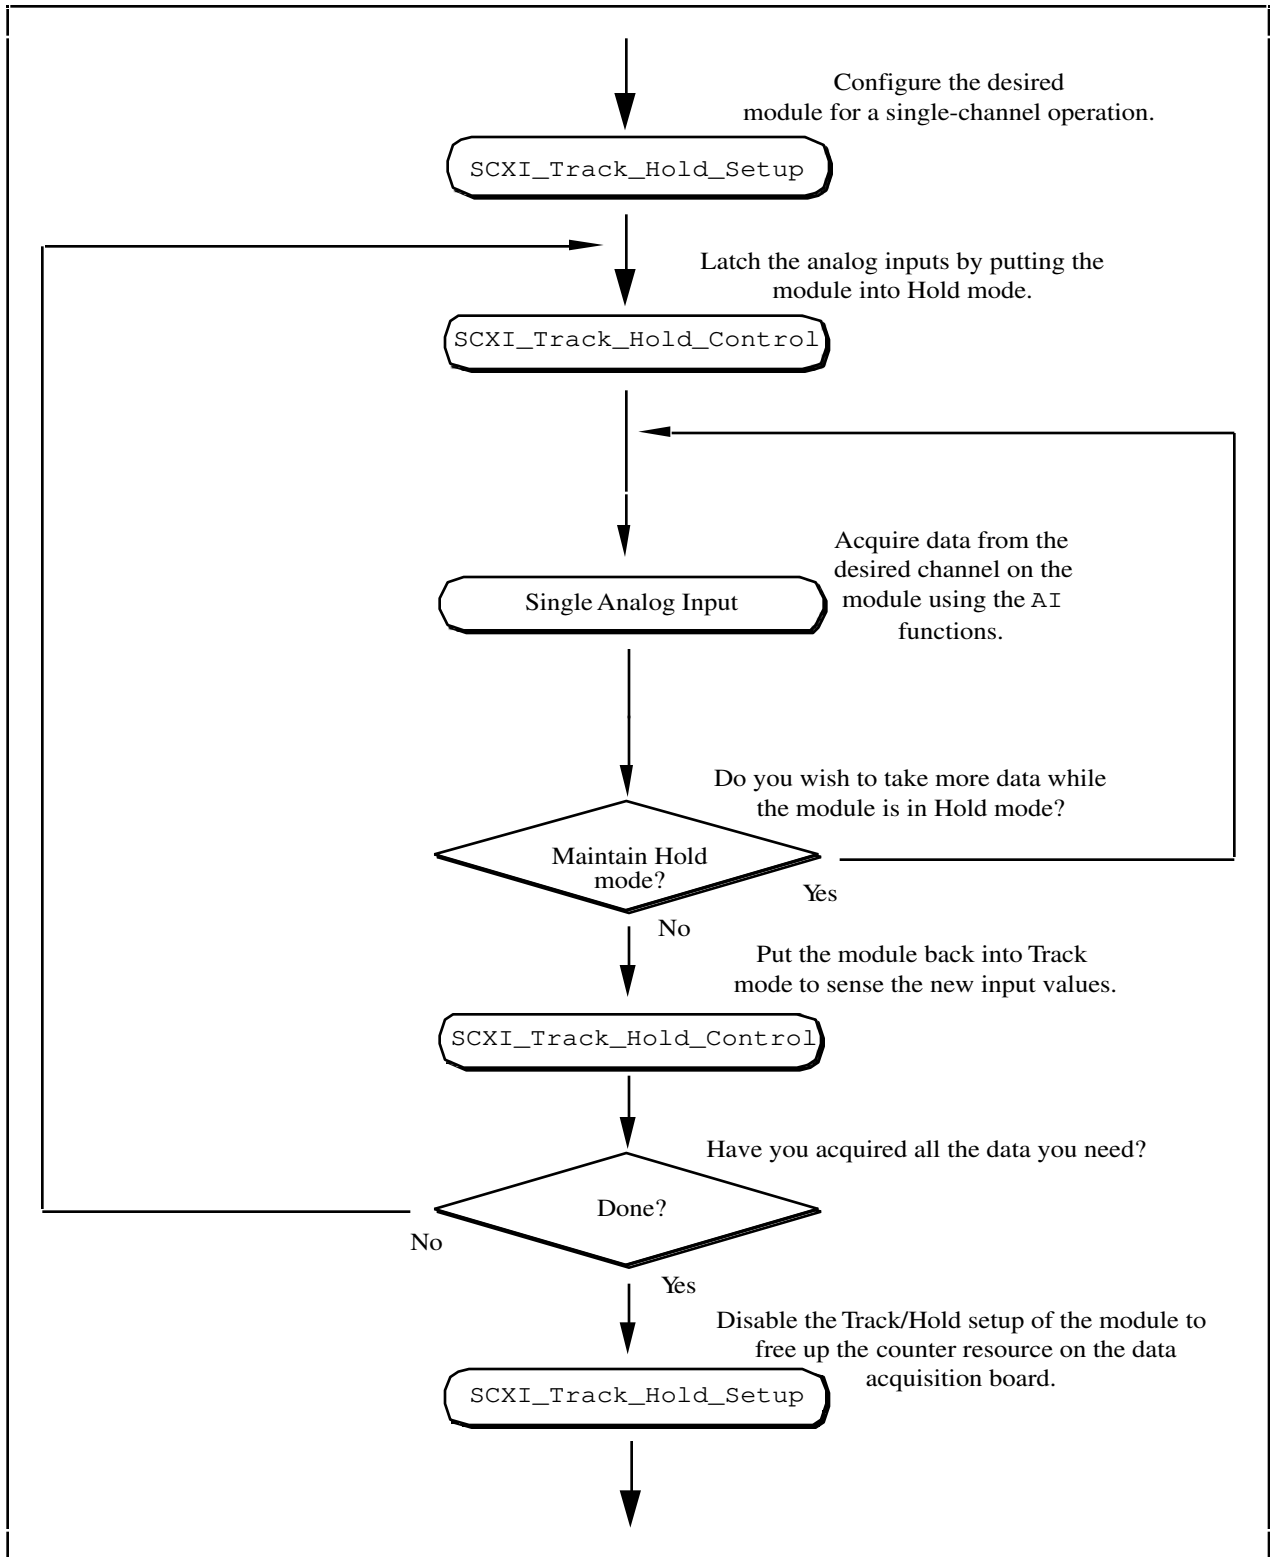 Configure the desired
module for a single-channel operation.
SCXI_Track_Hold_Setup
Latch the analog inputs by putting the
module into Hold mode.
SCXI_Track_Hold_Control
Acquire data from the
desired channel on the
module using the AI
functions.
Single Analog Input
Do you wish to take more data while
the module is in Hold mode?
Maintain Hold
mode?
Yes
No
Put the module back into Track
mode to sense the new input values.
SCXI_Track_Hold_Control
Have you acquired all the data you need?
Done?
No
Yes
Disable the Track/Hold setup of the module to
free up the counter resource on the data
acquisition board.
SCXI_Track_Hold_Setup